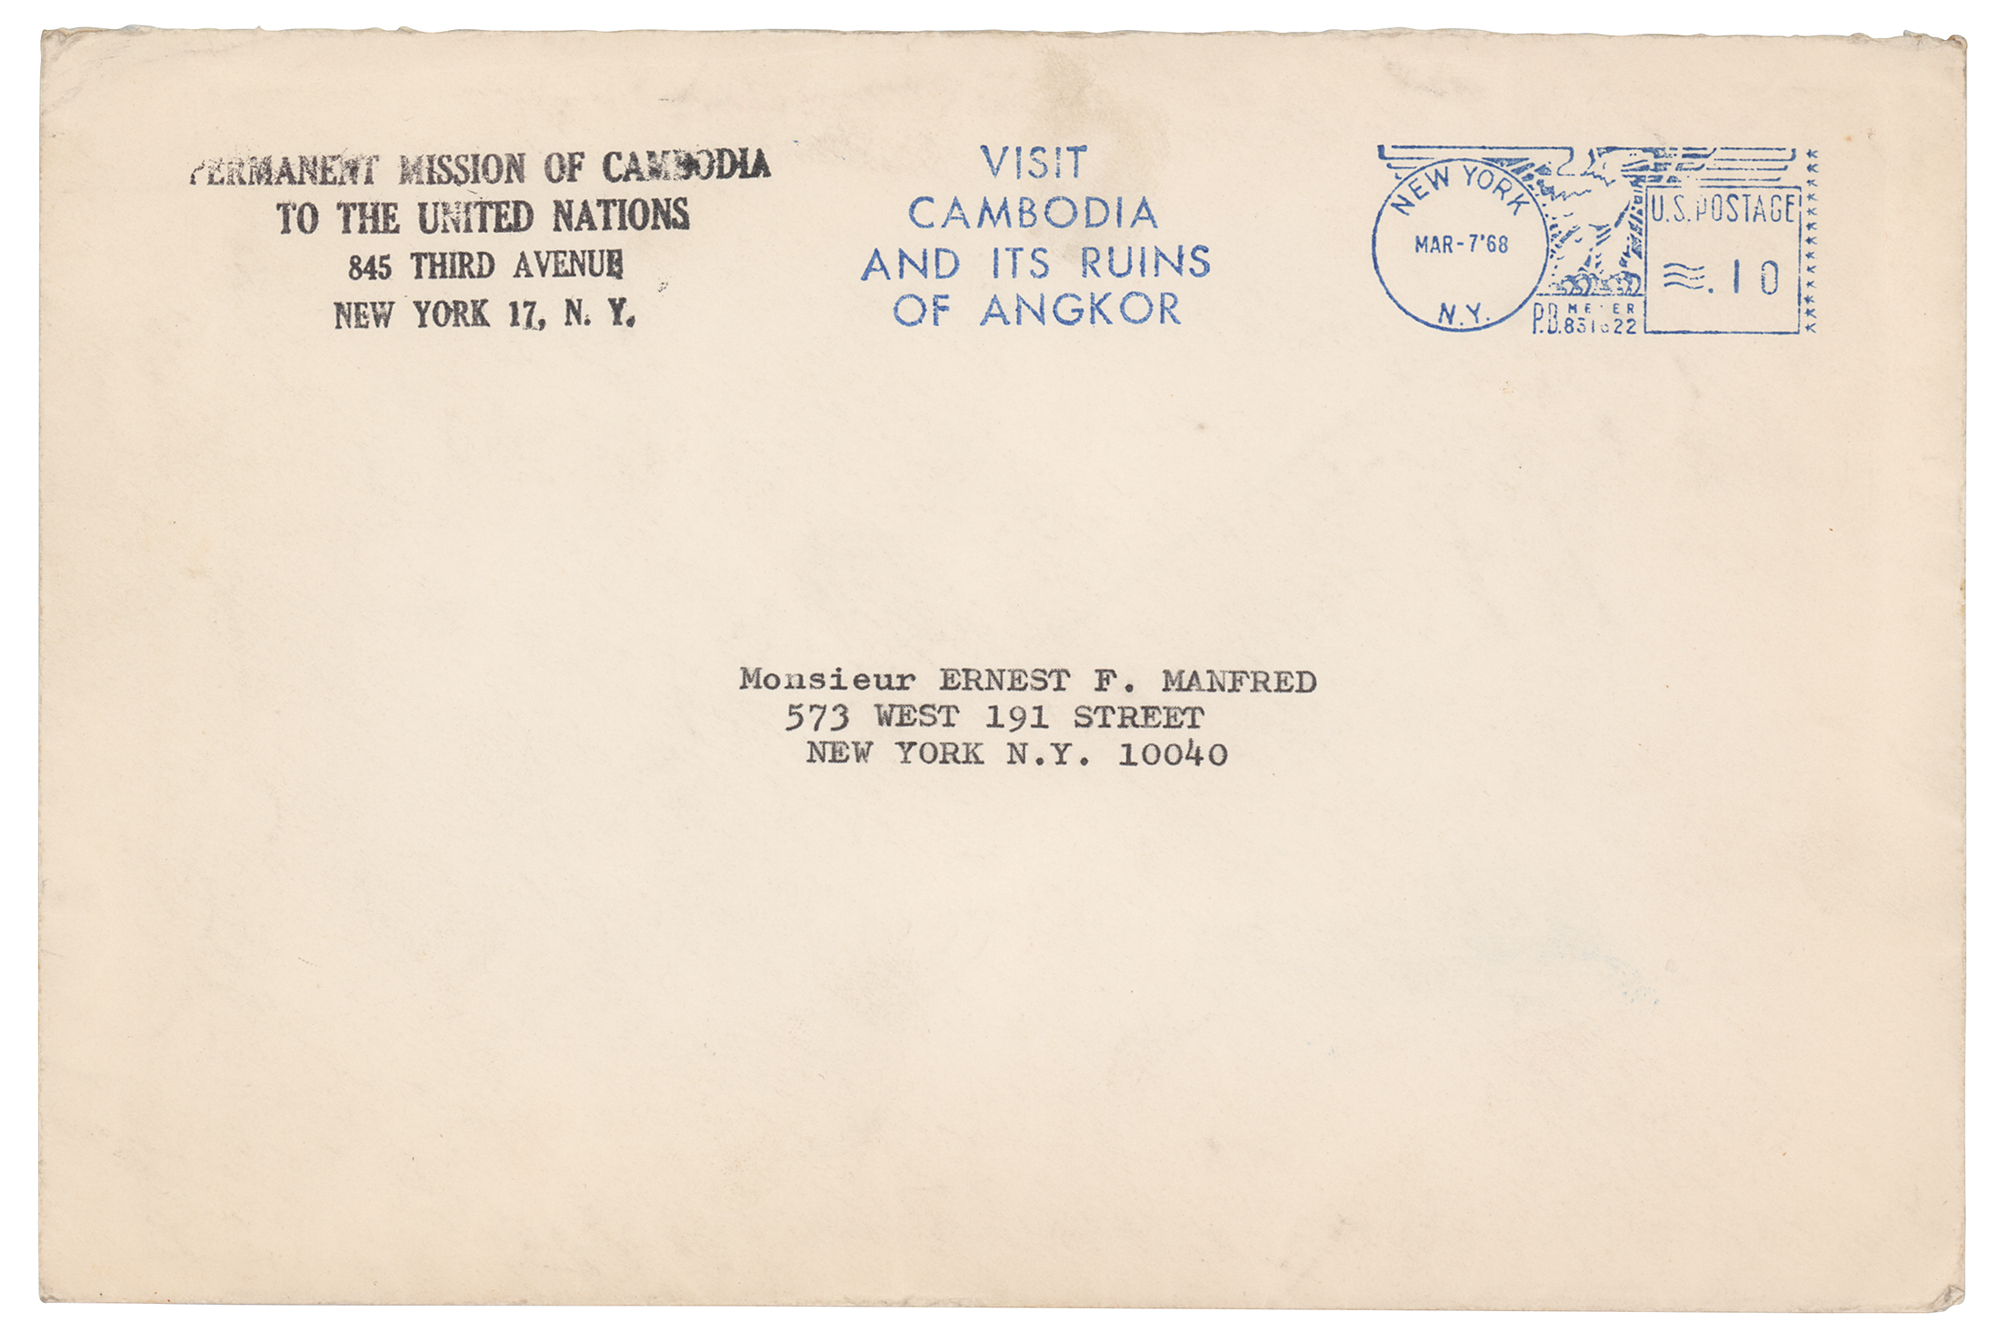 PERMANENT MISSION OF CAMBODIA
TO THE UNITED NATIONS
845 THIRD AVENUE
NEW YORK 17, N. Y.
VISIT
CAMBODIA
AND ITS RUINS
OF ANGKOR
NEW YORK
MAR-7'68
N.Y.
U.S. POSTAGE
.10
P.B. METER
Monsieur ERNEST F. MANFRED
573 WEST 191 STREET
NEW YORK N.Y. 10040